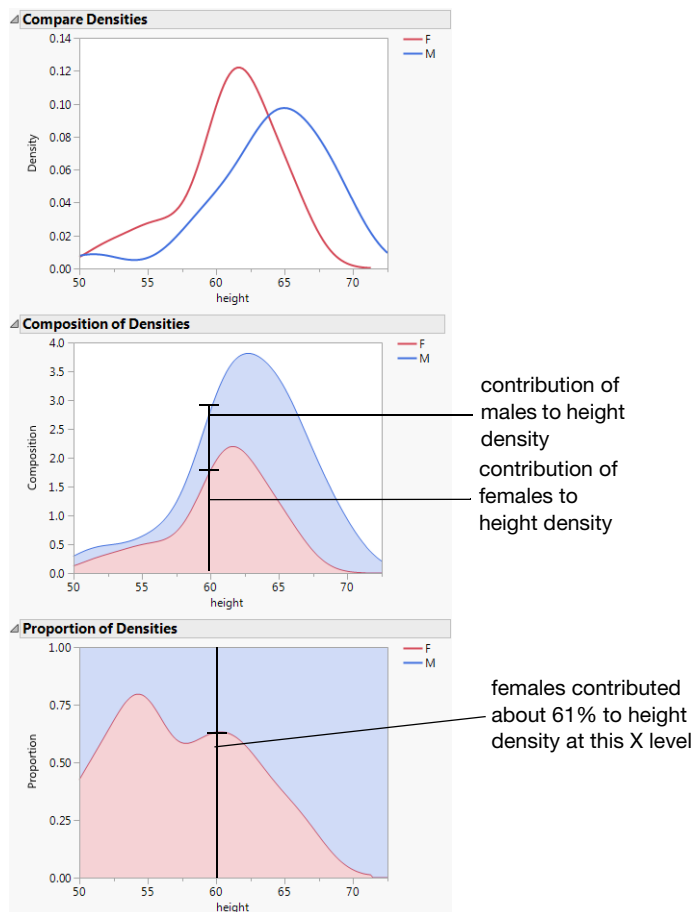 Compare Densities
0.14
0.12
0.10
0.08
0.06
0.04
0.02
0.00
Density
50
55
60
65
70
height
F
M
Composition of Densities
4.0
3.5
3.0
2.5
2.0
1.5
1.0
0.5
0.0
Composition
50
55
60
65
70
height
F
M
contribution of
males to height
density
contribution of
females to
height density
Proportion of Densities
1.00
0.75
0.50
0.25
0.00
Proportion
50
55
60
65
70
height
F
M
females contributed
about 61% to height
density at this X level